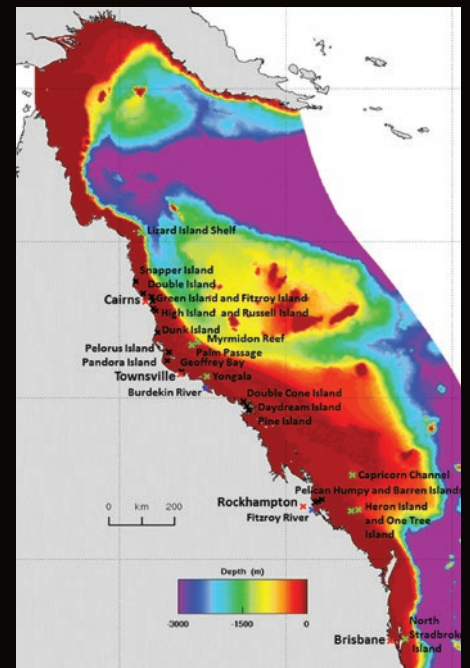 Lizard Island Shelf
Snapper Island
Double Island
Cairns
Green Island and Fitzroy Island
High Island and Russell Island
Dunk Island
Myrmidon Reef
Pelorus Island
Palm Passage
Pandora Island
Geoffrey Bay
Townsville
Yongala
Burdekin River
Double Cone Island
Daydream Island
Pine Island
Capricorn Channel
Pelican Humpy and Barren Islands
0 km 200
Rockhampton
Heron Island
and One Tree
Island
Fitzroy River
Depth (m)
-3000 -1500 0
North
Stradbroke
Island
Brisbane